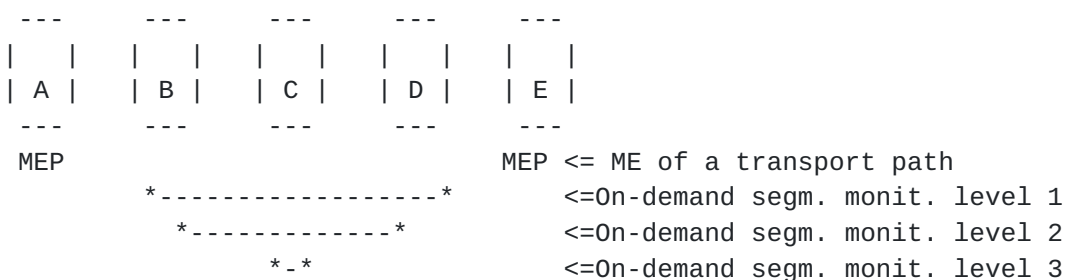 ---     ---     ---     ---     ---
|   |   |   |   |   |   |   |   |   |
| A |   | B |   | C |   | D |   | E |
 ---     ---     ---     ---     ---
 MEP                            MEP <= ME of a transport path
         *------------------*       <=On-demand segm. monit. level 1
           *-------------*          <=On-demand segm. monit. level 2
                 *-*                <=On-demand segm. monit. level 3